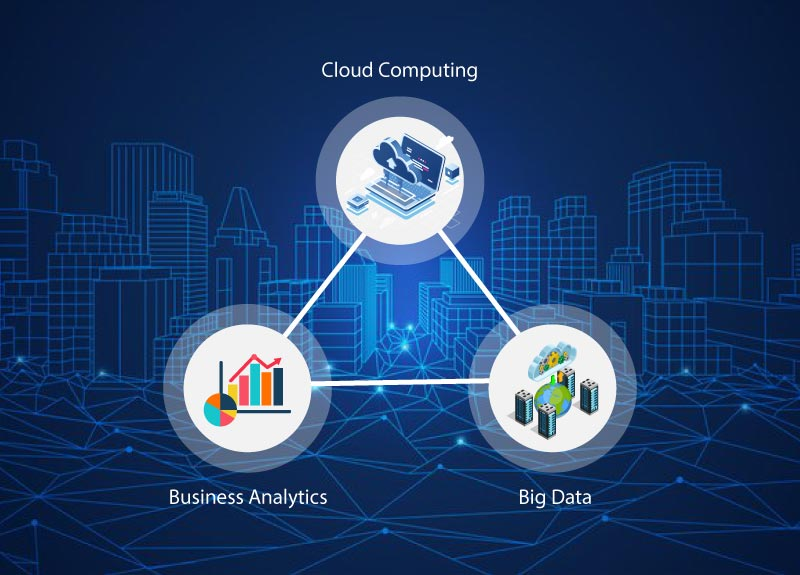 Cloud Computing
Business Analytics
Big Data